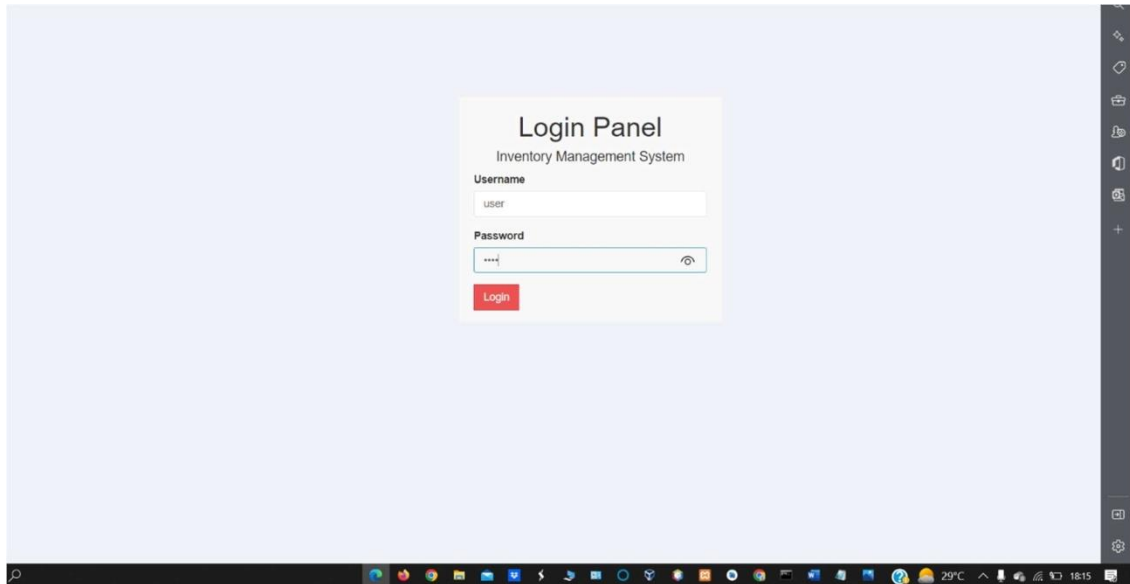 Login Panel
Inventory Management System
Username
user
Password
••••
Login
29°C
18:15